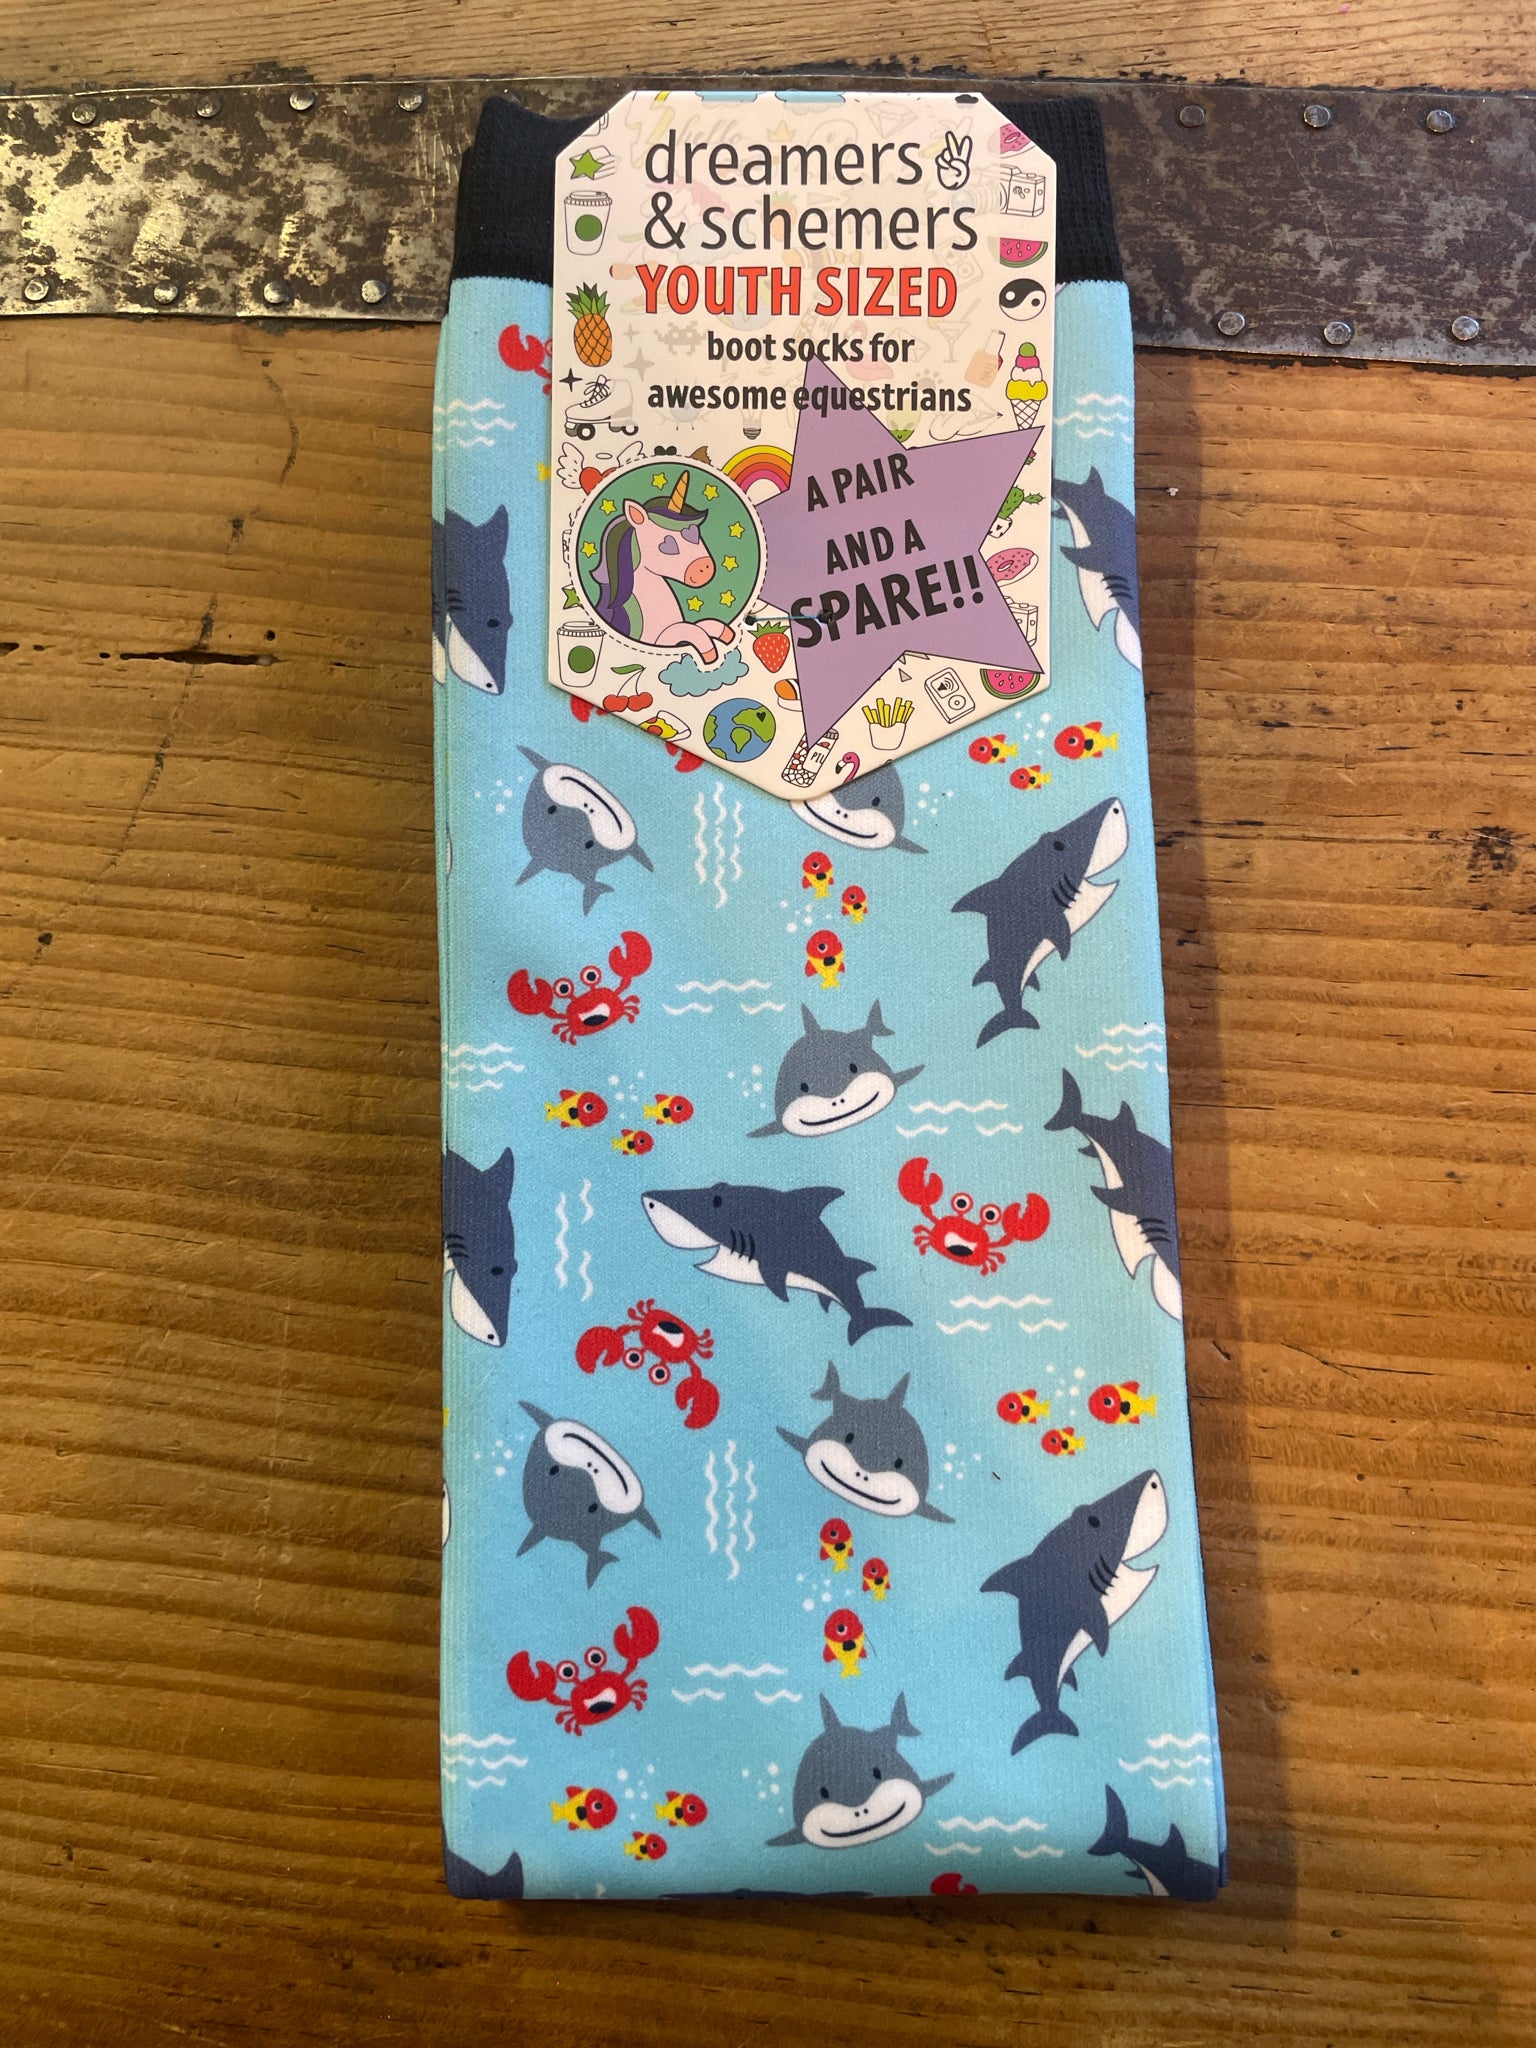 dreamers
& schemers
YOUTH SIZED
boot socks for
awesome equestrians
A PAIR
AND A
SPARE!!